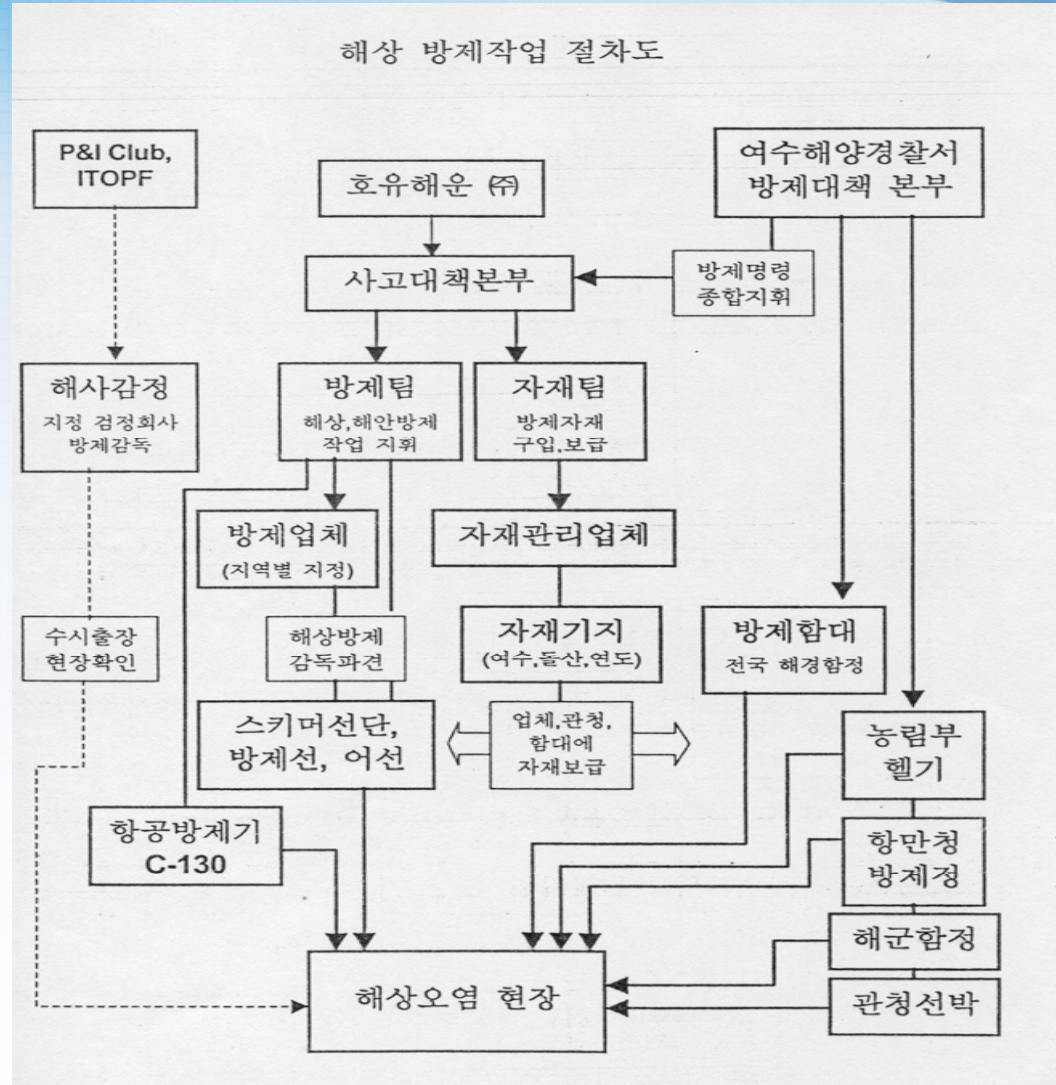 해상 방제작업 절차도
P&I Club,
ITOPF
호유해운 ㈜
여수해양경찰서
방제대책 본부
사고대책본부
방제명령
종합지휘
해사감정
지정 검정회사
방제감독
방제팀
해상,해안방제
작업 지휘
자재팀
방제자재
구입,보급
방제업체
(지역별 지정)
자재관리업체
수시출장
현장확인
해상방제
감독파견
자재기지
(여수,돌산,연도)
방제함대
전국 해경함정
스키머선단,
방제선, 어선
업체,관청,
함대에
자재보급
농림부
헬기
항공방제기
C-130
항만청
방제정
해군함정
해상오염 현장
관청선박